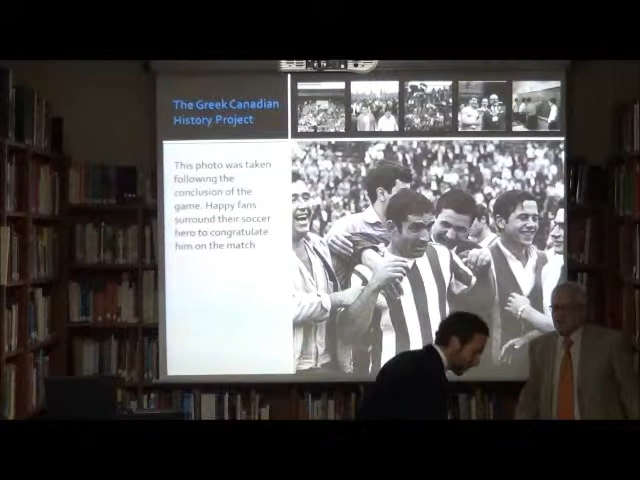 The Greek Canadian
History Project
This photo was taken
following the
conclusion of the
game. Happy fans
surround their soccer
hero to congratulate
him on the match